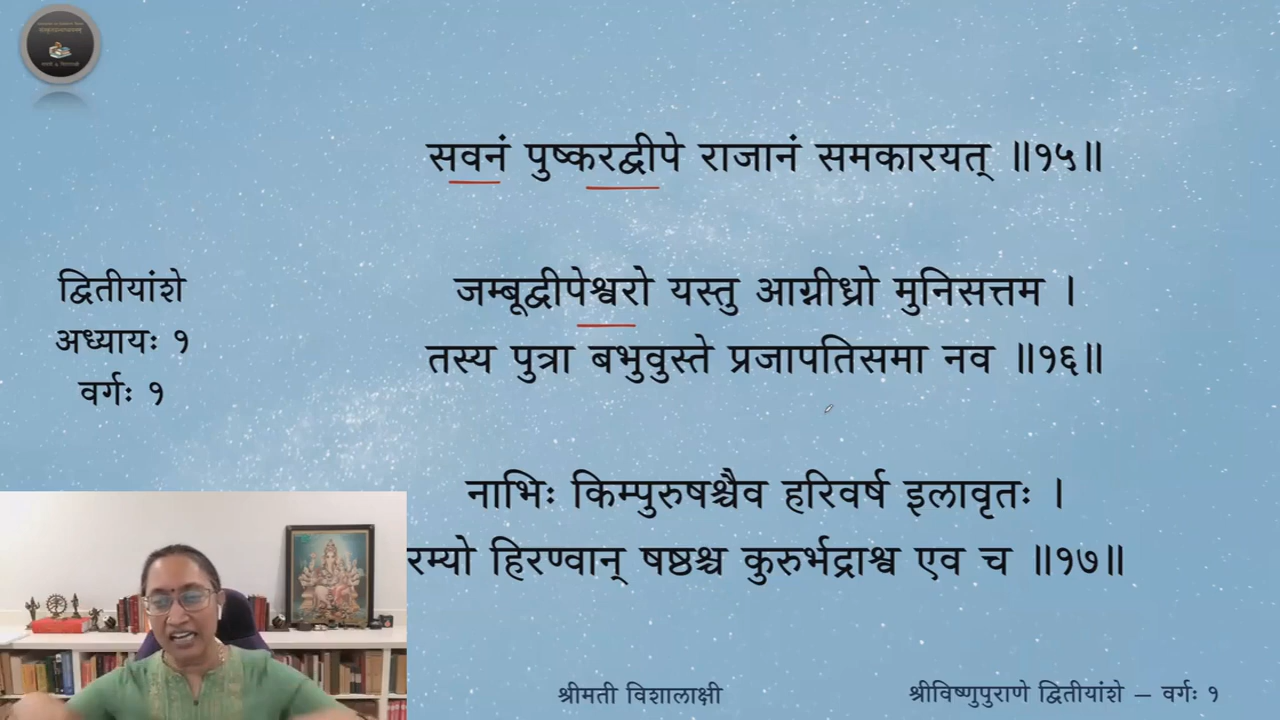 सवनं पुष्करद्वीपे राजानं समकारयत् ॥१५॥
द्वितीयांशे
अध्यायः १
वर्गः १
जम्बूद्वीपेश्वरो यस्तु आग्नीध्रो मुनिसत्तम ।
तस्य पुत्रा बभुवुस्ते प्रजापतिसमा नव ॥१६॥
नाभिः किम्पुरुषश्चैव हरिवर्ष इलावृतः ।
रम्यो हिरण्वान् षष्ठश्च कुरुर्भद्राश्व एव च ॥१७॥
श्रीमती विशालाक्षी
श्रीविष्णुपुराणे द्वितीयांशे – वर्गः १